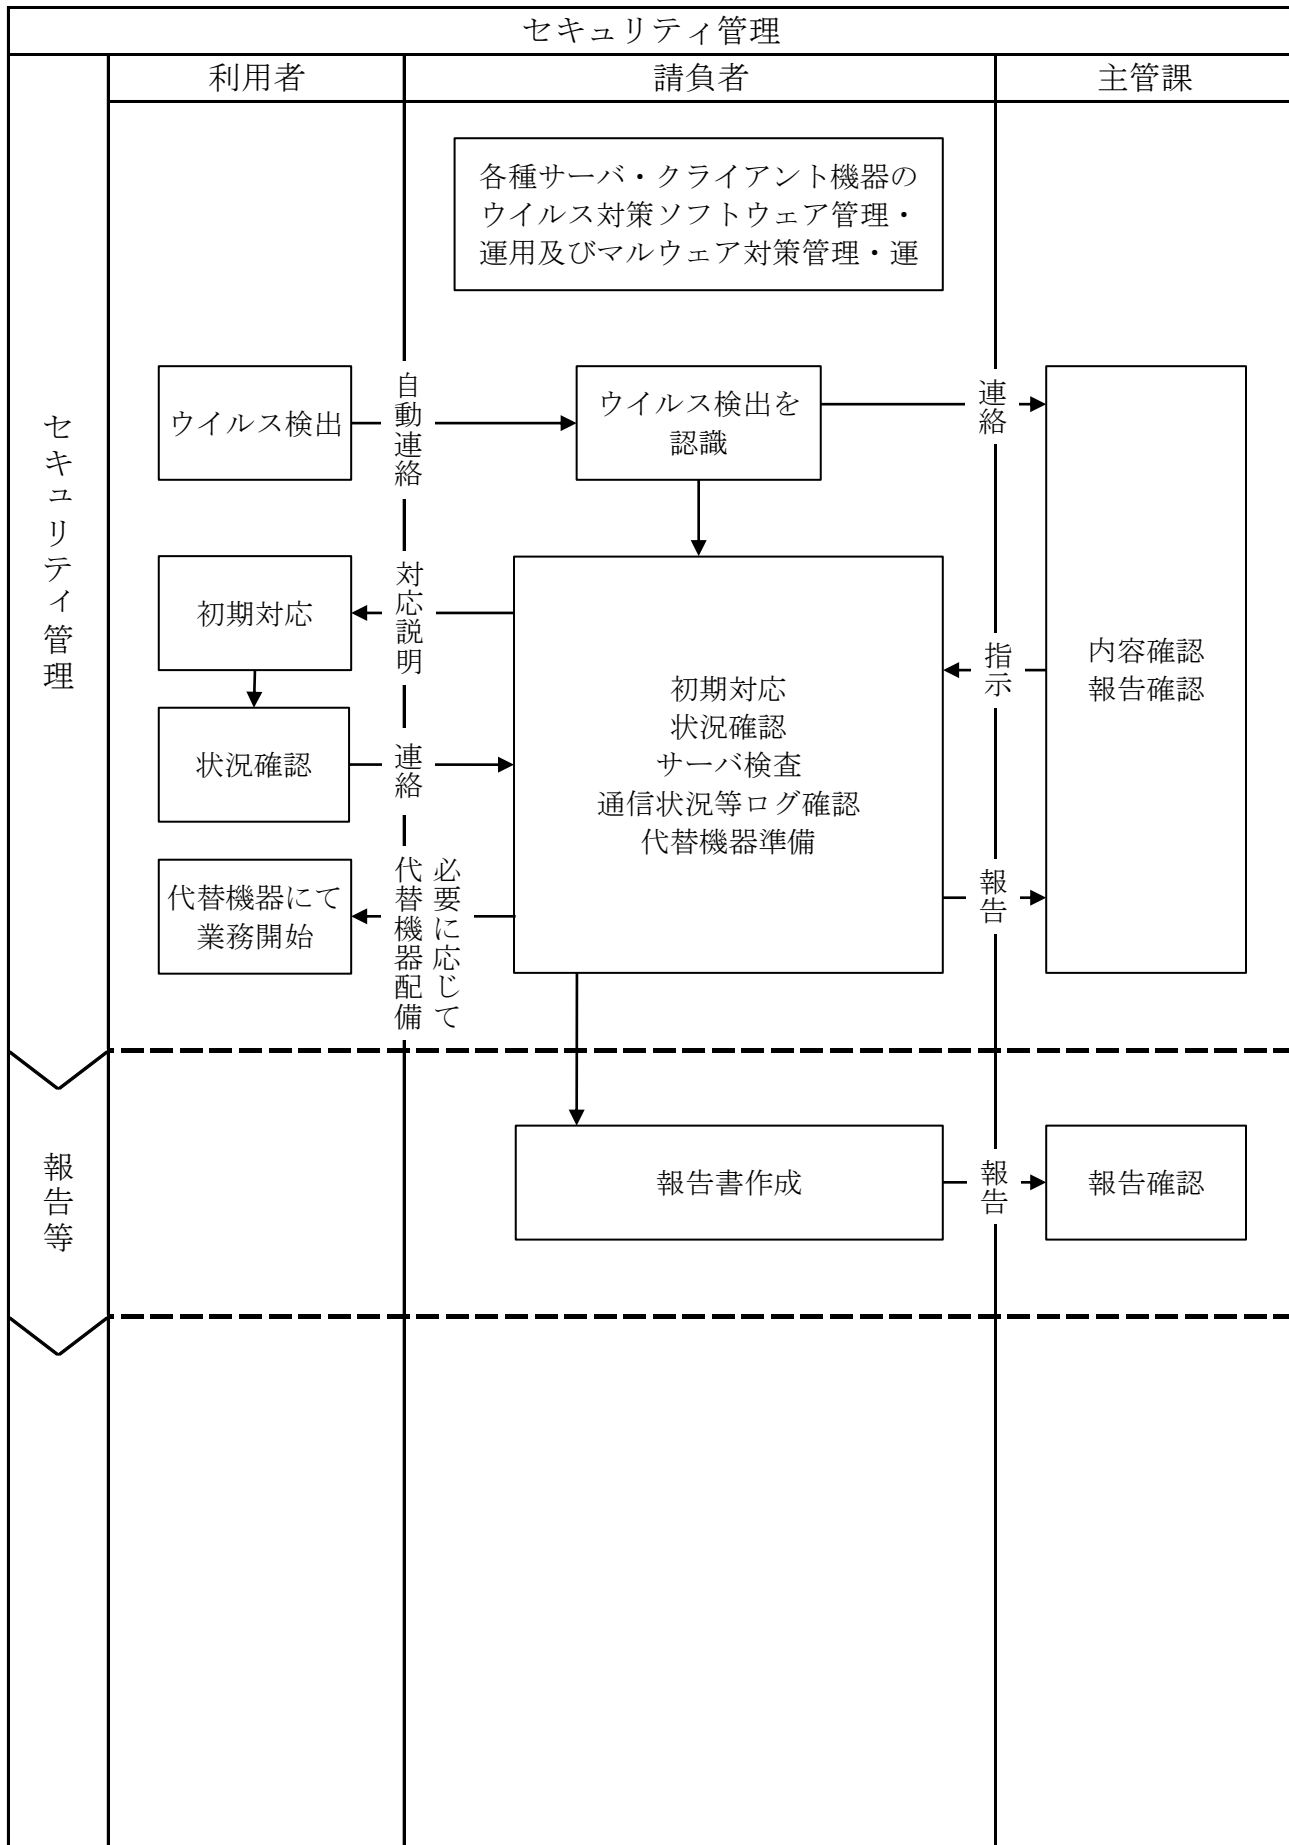 セキュリティ管理
利用者
請負者
主管課
各種サーバ・クライアント機器の
ウイルス対策ソフトウェア管理・
運用及びマルウェア対策管理・運
セキュリティ管理
ウイルス検出
自動連絡
ウイルス検出を
認識
連絡
初期対応
対応説明
指示
内容確認
報告確認
初期対応
状況確認
サーバ検査
通信状況等ログ確認
代替機器準備
状況確認
連絡
代替機器にて
業務開始
必要に応じて
代替機器配備
報告
報告等
報告書作成
報告
報告確認